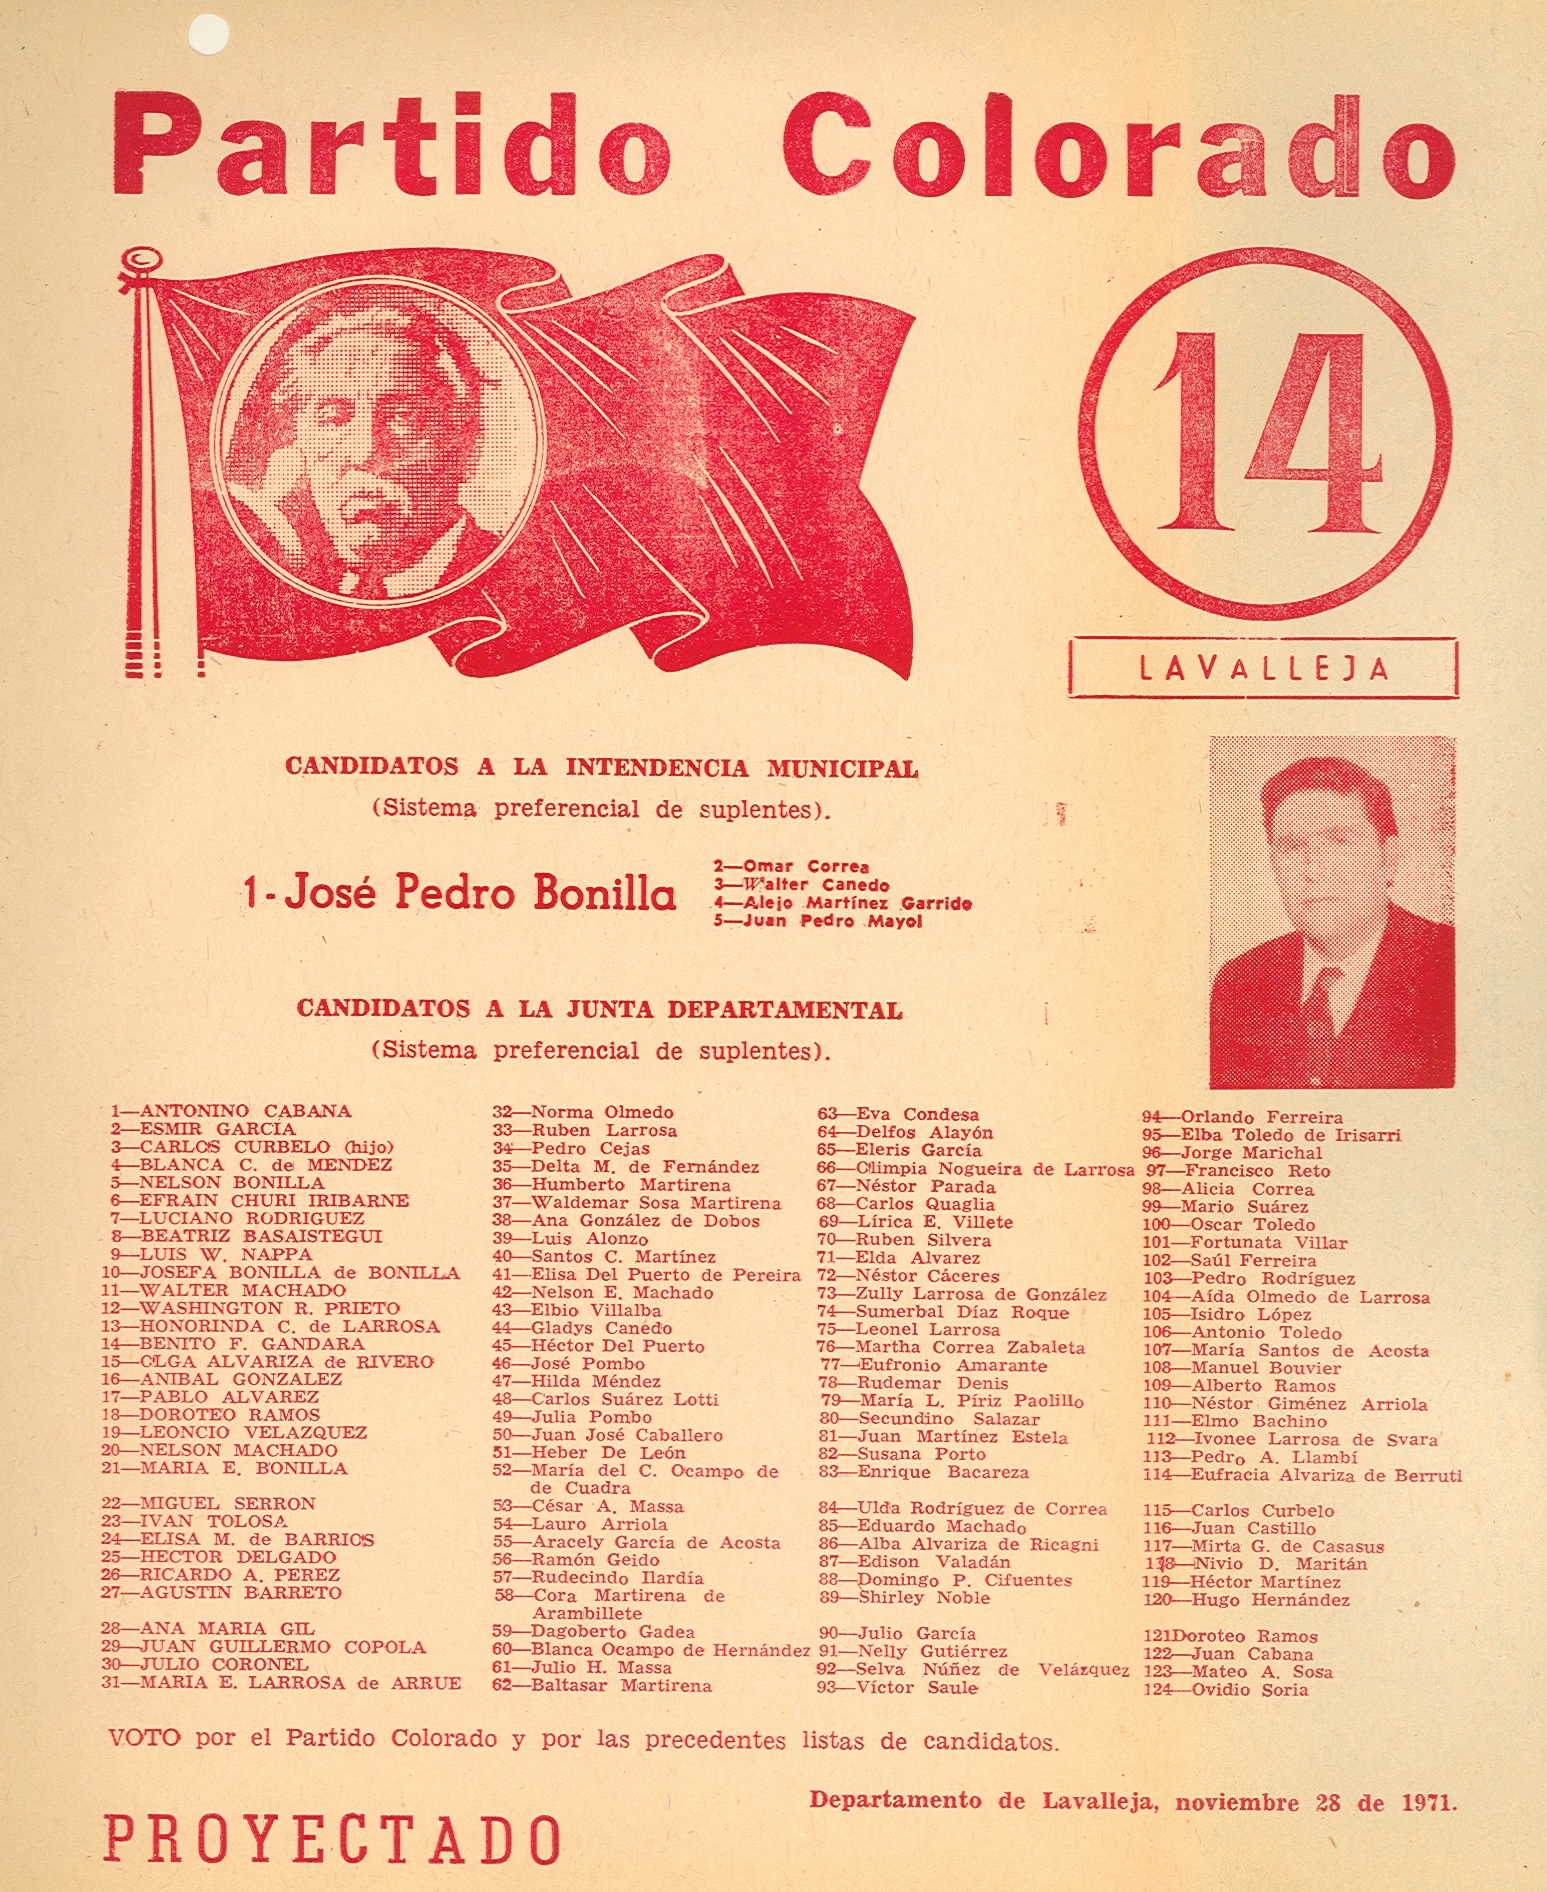 Partido Colorado
14
LAVALLEJA
CANDIDATOS A LA INTENDENCIA MUNICIPAL
(Sistema preferencial de suplentes).
1-José Pedro Bonilla
2—Omar Correa
3—Walter Canedo
4—Alejo Martínez Garrido
5—Juan Pedro Mayol
CANDIDATOS A LA JUNTA DEPARTAMENTAL
(Sistema preferencial de suplentes).
1—ANTONINO CABANA
2—ESMIR GARCIA
3—CARLOS CURBELO (hijo)
4—BLANCA C. de MENDEZ
5—NELSON BONILLA
6—EFRAIN CHURI IRIBARNE
7—LUCIANO RODRIGUEZ
8—BEATRIZ BASAISTEGUI
9—LUIS W. NAPPA
10—JOSEFA BONILLA de BONILLA
11—WALTER MACHADO
12—WASHINGTON R. PRIETO
13—HONORINDA C. de LARROSA
14—BENITO F. GANDARA
15—OLGA ALVARIZA de RIVERO
16—ANIBAL GONZALEZ
17—PABLO ALVAREZ
18—DOROTEO RAMOS
19—LEONCIO VELAZQUEZ
20—NELSON MACHADO
21—MARIA E. BONILLA
22—MIGUEL SERRON
23—IVAN TOLOSA
24—ELISA M. de BARRIOS
25—HECTOR DELGADO
26—RICARDO A. PEREZ
27—AGUSTIN BARRETO
28—ANA MARIA GIL
29—JUAN GUILLERMO COPOLA
30—JULIO CORONEL
31—MARIA E. LARROSA de ARRUE
32—Norma Olmedo
33—Ruben Larrosa
34—Pedro Cejas
35—Delta M. de Fernández
36—Humberto Martirena
37—Waldemar Sosa Martirena
38—Ana González de Dobos
39—Luis Alonzo
40—Santos C. Martínez
41—Elisa Del Puerto de Pereira
42—Nelson E. Machado
43—Elbio Villalba
44—Gladys Canedo
45—Héctor Del Puerto
46—José Pombo
47—Hilda Méndez
48—Carlos Suárez Lotti
49—Julia Pombo
50—Juan José Caballero
51—Heber De León
52—María del C. Ocampo de
de Cuadra
53—César A. Massa
54—Lauro Arriola
55—Aracely García de Acosta
56—Ramón Geido
57—Rudecindo Ilardía
58—Cora Martirena de
Arambillete
59—Dagoberto Gadea
60—Blanca Ocampo de Hernández
61—Julio H. Massa
62—Baltasar Martirena
63—Eva Condesa
64—Delfos Alayón
65—Eleris García
66—Olimpia Nogueira de Larrosa
67—Néstor Parada
68—Carlos Quaglia
69—Lírica E. Villete
70—Ruben Silvera
71—Elda Alvarez
72—Néstor Cáceres
73—Zully Larrosa de González
74—Sumerbal Díaz Roque
75—Leonel Larrosa
76—Martha Correa Zabaleta
77—Eufronio Amarante
78—Rudemar Denis
79—María L. Píriz Paolillo
80—Secundino Salazar
81—Juan Martínez Estela
82—Susana Porto
83—Enrique Bacareza
84—Ulda Rodríguez de Correa
85—Eduardo Machado
86—Alba Alvariza de Ricagni
87—Edison Valadán
88—Domingo P. Cifuentes
89—Shirley Noble
90—Julio García
91—Nelly Gutiérrez
92—Selva Núñez de Velázquez
93—Víctor Saule
94—Orlando Ferreira
95—Elba Toledo de Irisarri
96—Jorge Marichal
97—Francisco Reto
98—Alicia Correa
99—Mario Suárez
100—Oscar Toledo
101—Fortunata Villar
102—Saúl Ferreira
103—Pedro Rodríguez
104—Aída Olmedo de Larrosa
105—Isidro López
106—Antonio Toledo
107—María Santos de Acosta
108—Manuel Bouvier
109—Alberto Ramos
110—Néstor Giménez Arriola
111—Elmo Bachino
112—Ivonee Larrosa de Svara
113—Pedro A. Llambí
114—Eufracia Alvariza de Berruti
115—Carlos Curbelo
116—Juan Castillo
117—Mirta G. de Casasus
118—Nivio D. Maritán
119—Héctor Martínez
120—Hugo Hernández
121Doroteo Ramos
122—Juan Cabana
123—Mateo A. Sosa
124—Ovidio Soria
VOTO por el Partido Colorado y por las precedentes listas de candidatos.
Departamento de Lavalleja, noviembre 28 de 1971.
PROYECTADO